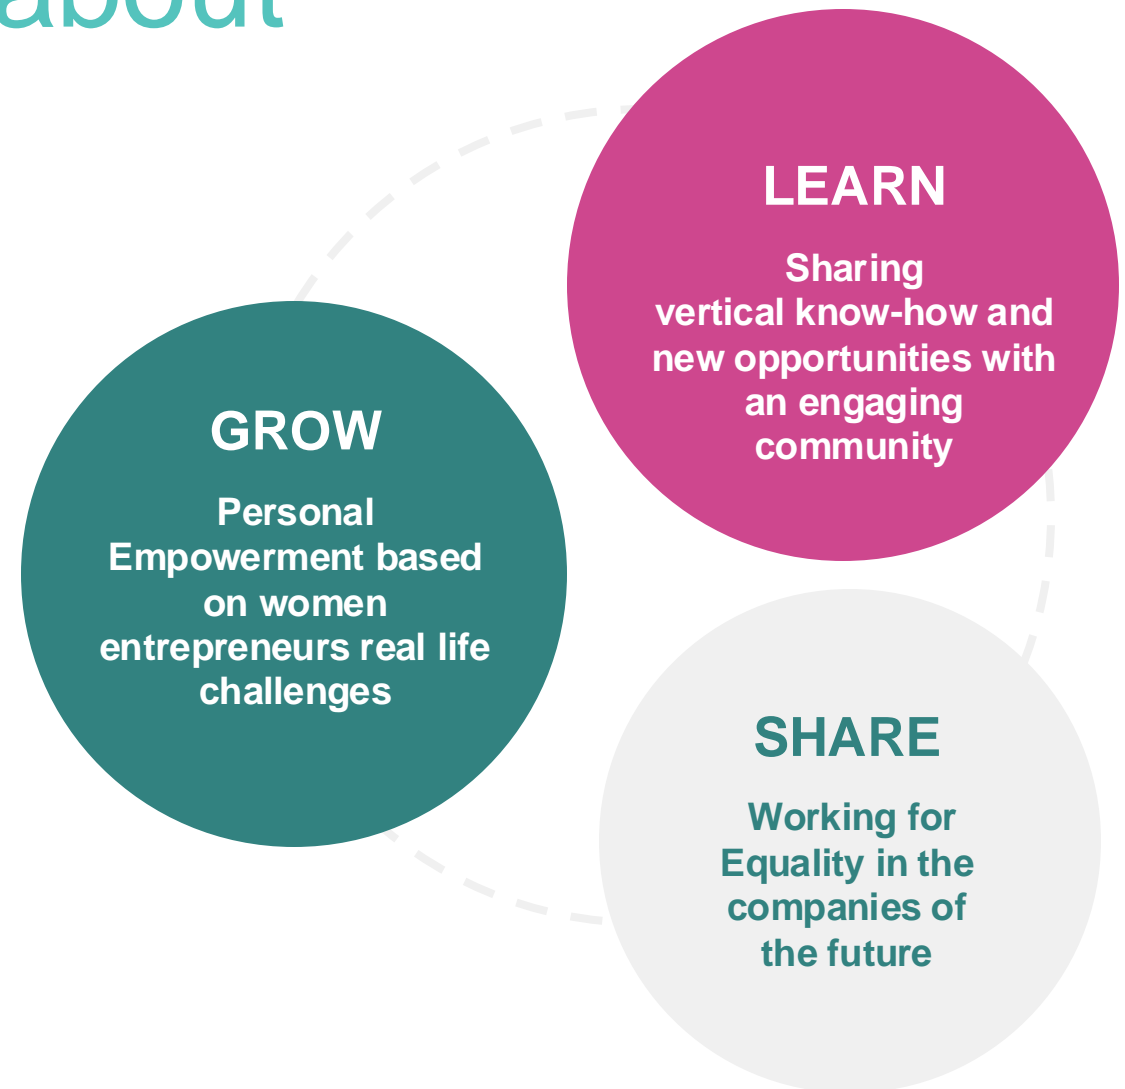 about
LEARN
Sharing
vertical know-how and
new opportunities with
an engaging
community
GROW
Personal
Empowerment based
on women
entrepreneurs real life
challenges
SHARE
Working for
Equality in the
companies of
the future